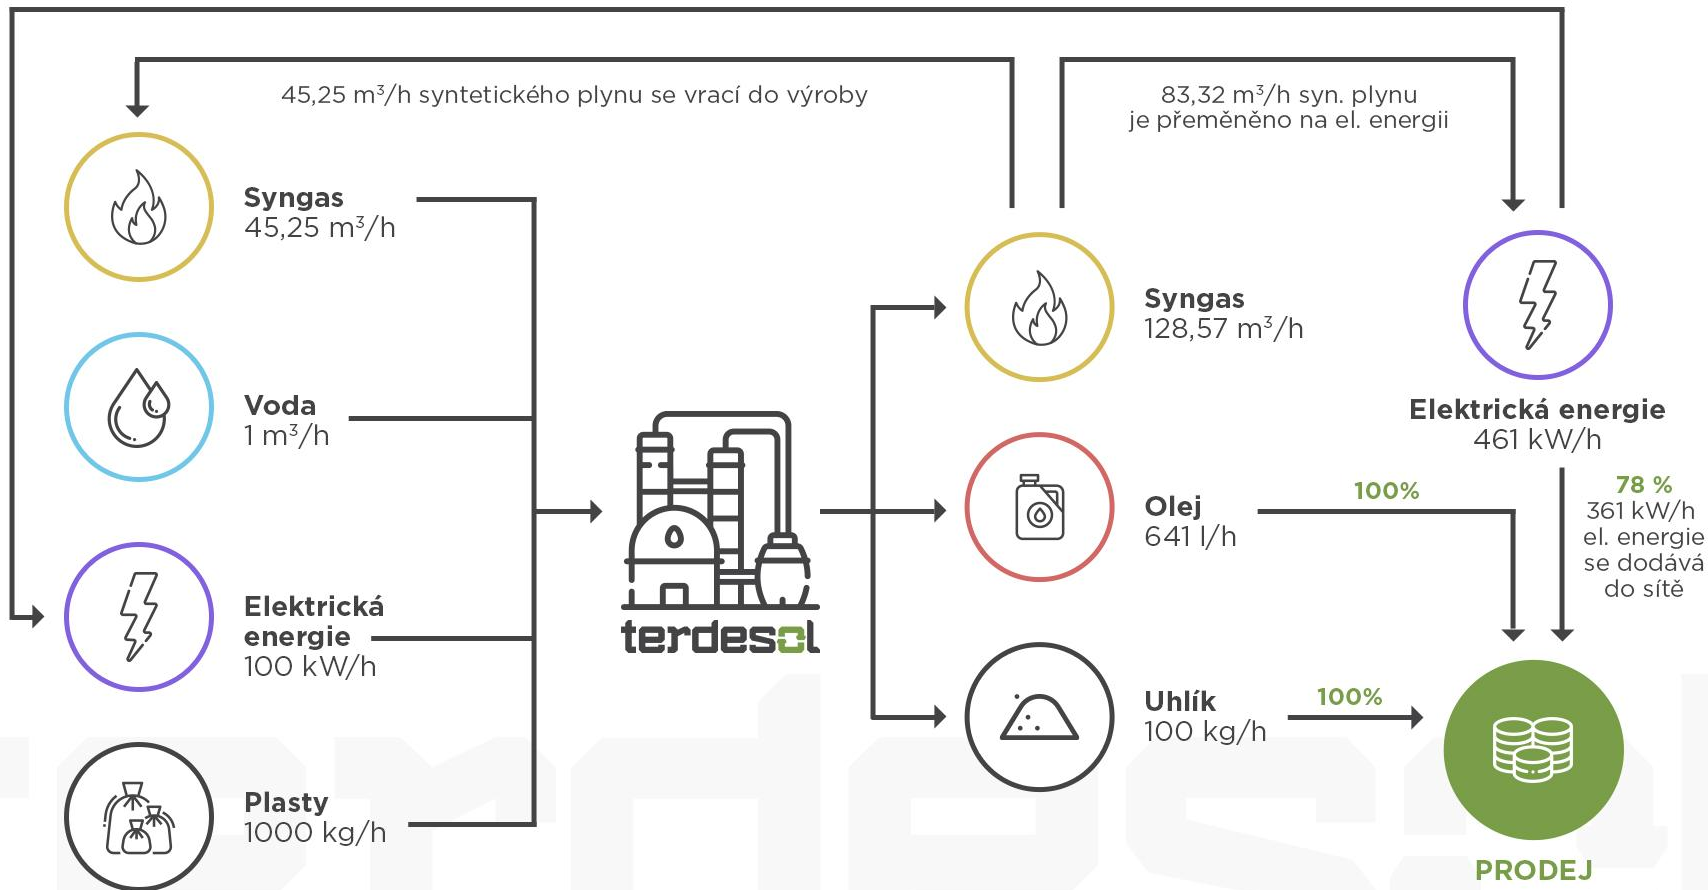 45,25 m³/h syntetického plynu se vrací do výroby
83,32 m³/h syn. plynu
je přeměněno na el. energii
Syngas
45,25 m³/h
Voda
1 m³/h
Elektrická
energie
100 kW/h
Plasty
1000 kg/h
terdesol
Syngas
128,57 m³/h
Olej
641 l/h
100%
Uhlík
100 kg/h
100%
Elektrická energie
461 kW/h
78 %
361 kW/h
el. energie
se dodává
do sítě
PRODEJ
terdesol